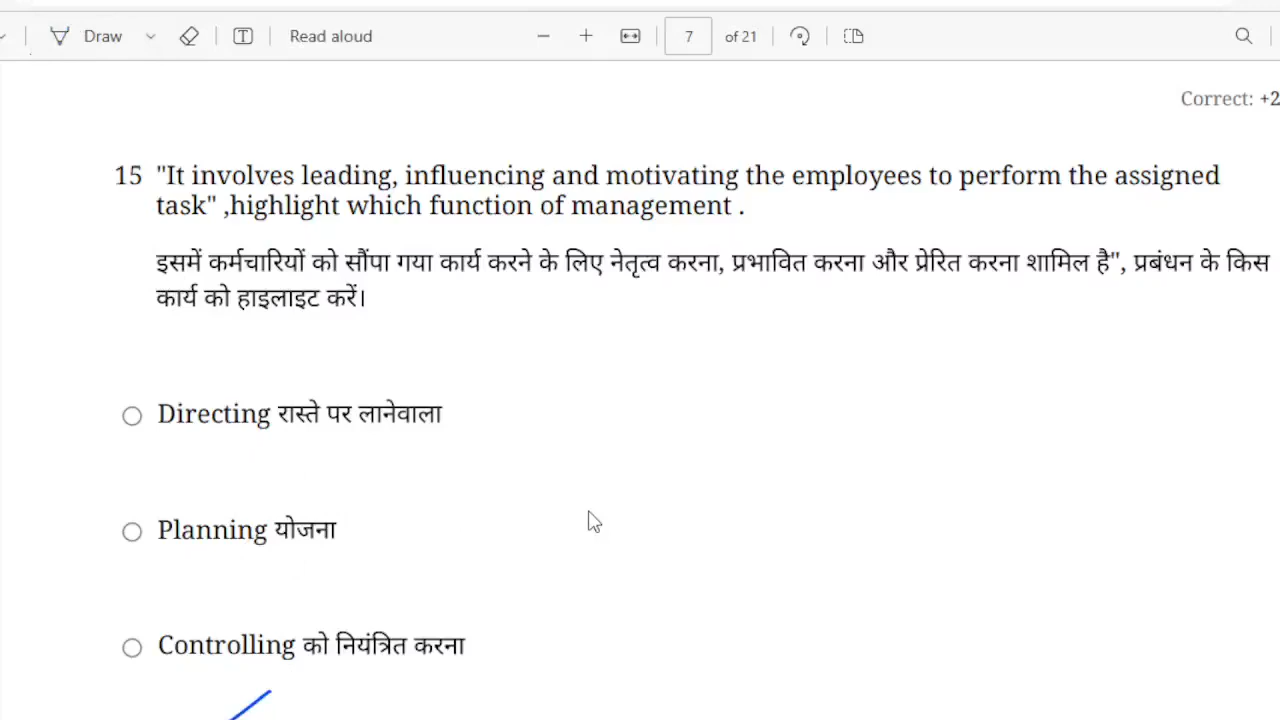 Draw
Read aloud
7 of 21
Correct: +2
15 "It involves leading, influencing and motivating the employees to perform the assigned
task" ,highlight which function of management .
इसमें कर्मचारियों को सौंपा गया कार्य करने के लिए नेतृत्व करना, प्रभावित करना और प्रेरित करना शामिल है", प्रबंधन के किस
कार्य को हाइलाइट करें।
Directing रास्ते पर लानेवाला
Planning योजना
Controlling को नियंत्रित करना